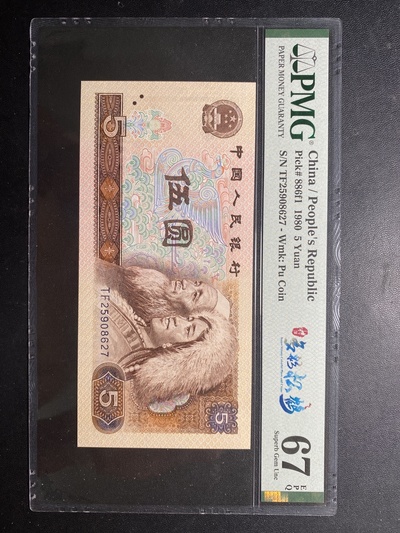 PMG
PAPER MONEY GUARANTY
China / People's Republic
Pick# 886f1 1980 5 Yuan
S/N TF25908627 - Wmk: Pu Coin
67
EPQ
Superb Gem Unc
中国人民银行
伍圆
5
TF25908627
5
5